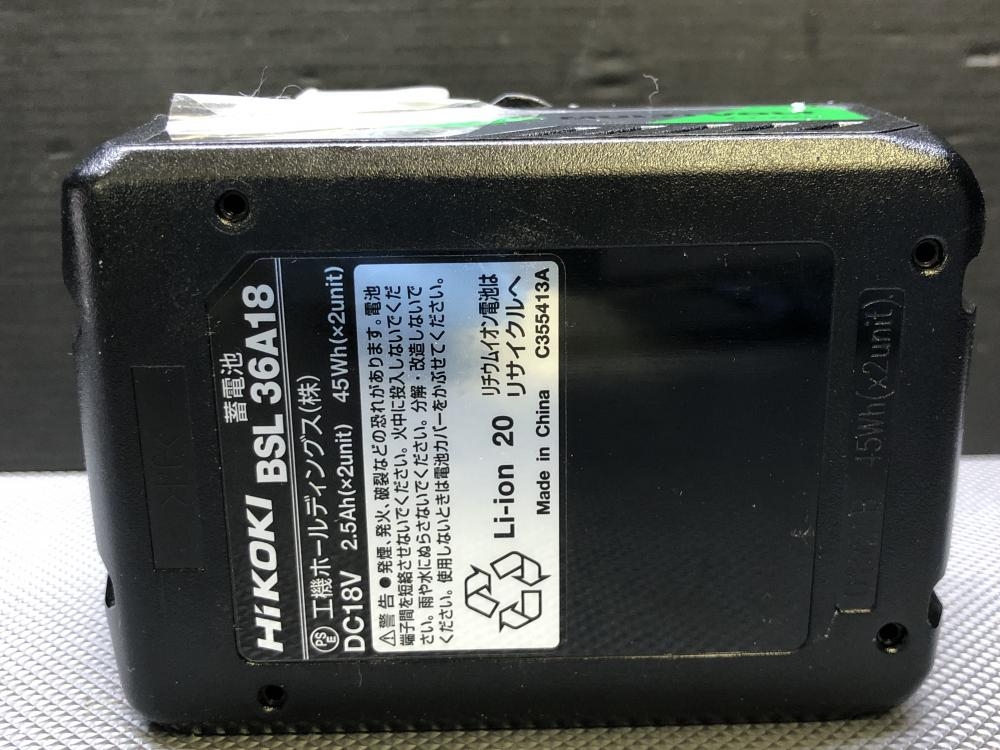 MULTI VOLT
蓄電池
HiKOKI BSL 36A18
PSE 工機ホールディングス(株)
DC18V 2.5Ah(×2unit) 45Wh(×2unit)
⚠警告 ●発煙、発火、破裂などの恐れがあります。電池
端子間を短絡させないでください。火中に投入しないでくだ
さい。雨や水にぬらさないでください。分解・改造しないで
ください。使用しないときは電池カバーをかぶせてください。
Li-ion 20
リチウムイオン電池は
リサイクルへ
Made in China C355413A
45Wh(×2unit)